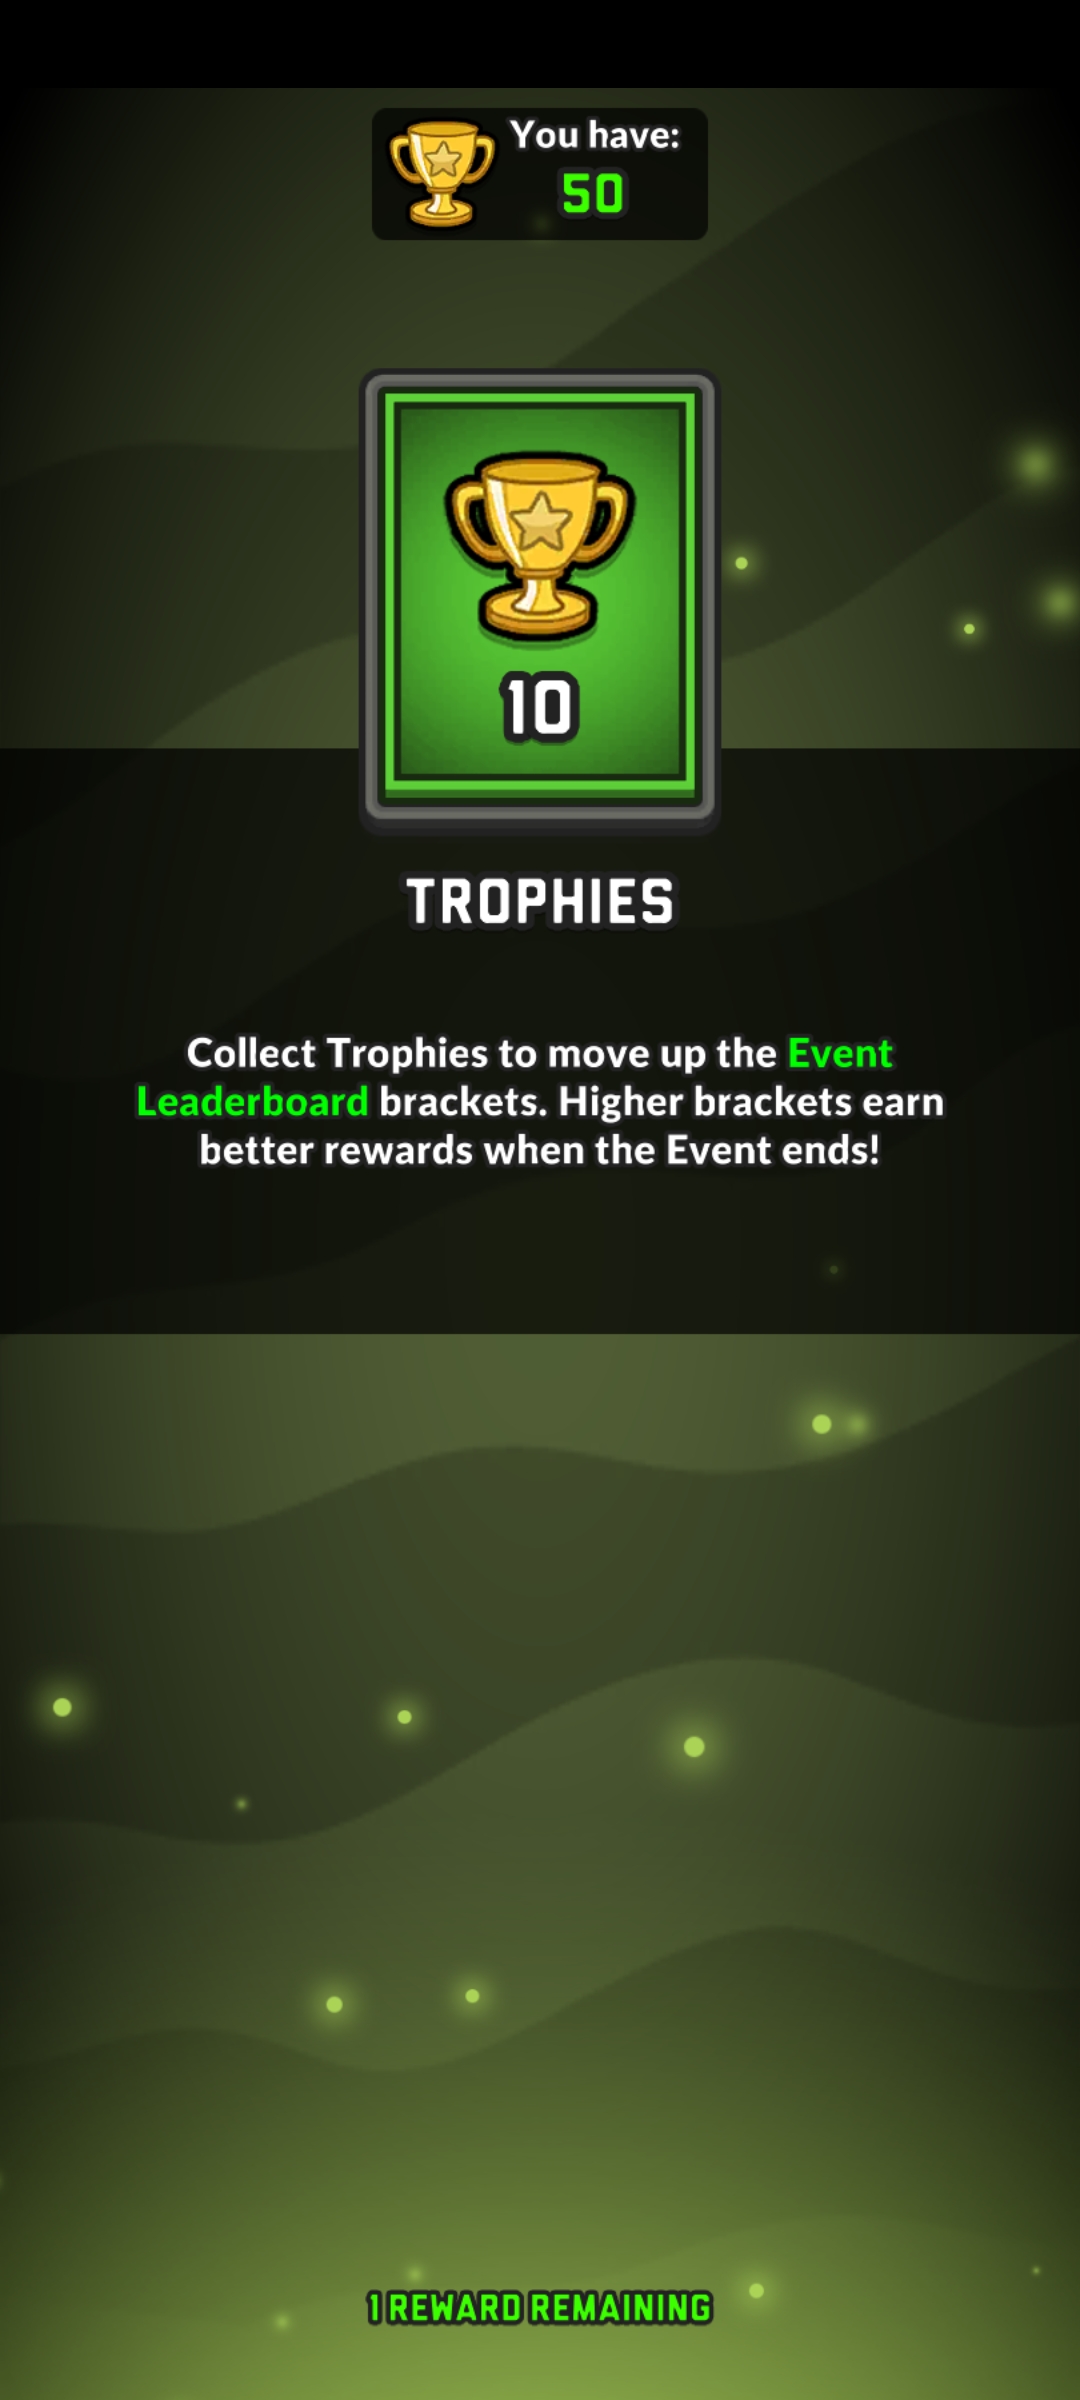 You have:
50
10
TROPHIES
Collect Trophies to move up the Event
Leaderboard brackets. Higher brackets earn
better rewards when the Event ends!
1 REWARD REMAINING